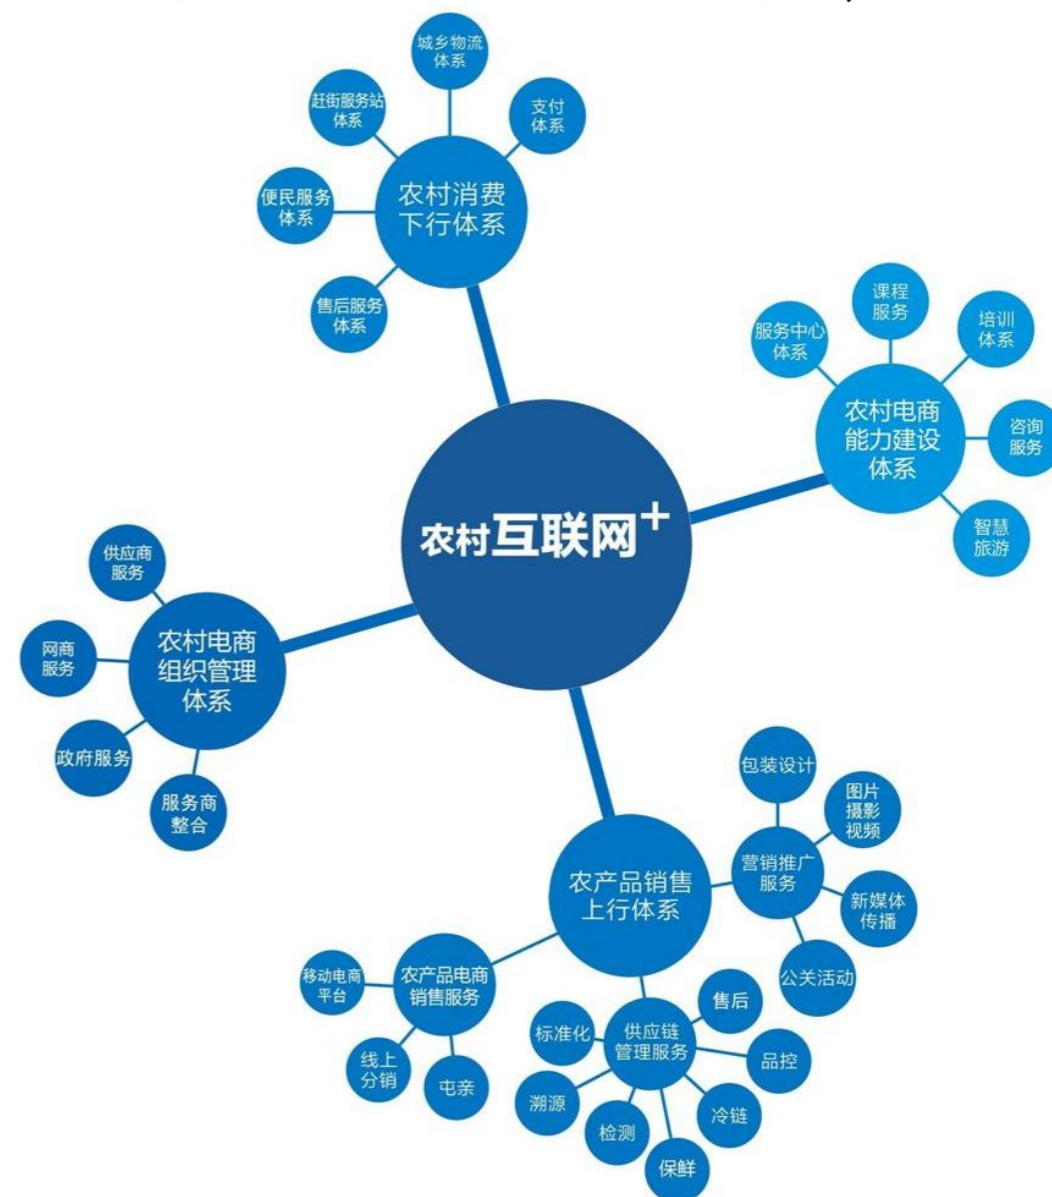 城乡物流
体系
赶街服务站
体系
支付
体系
便民服务
体系
农村消费
下行体系
售后服务
体系
课程
服务
服务中心
体系
培训
体系
农村电商
能力建设
体系
咨询
服务
智慧
旅游
农村互联网+
供应商
服务
网商
服务
农村电商
组织管理
体系
政府服务
服务商
整合
农产品销售
上行体系
包装设计
图片
摄影
视频
营销推广
服务
新媒体
传播
公关活动
农产品电商
销售服务
移动电商
平台
线上
分销
屯亲
供应链
管理服务
售后
标准化
品控
溯源
冷链
检测
保鲜